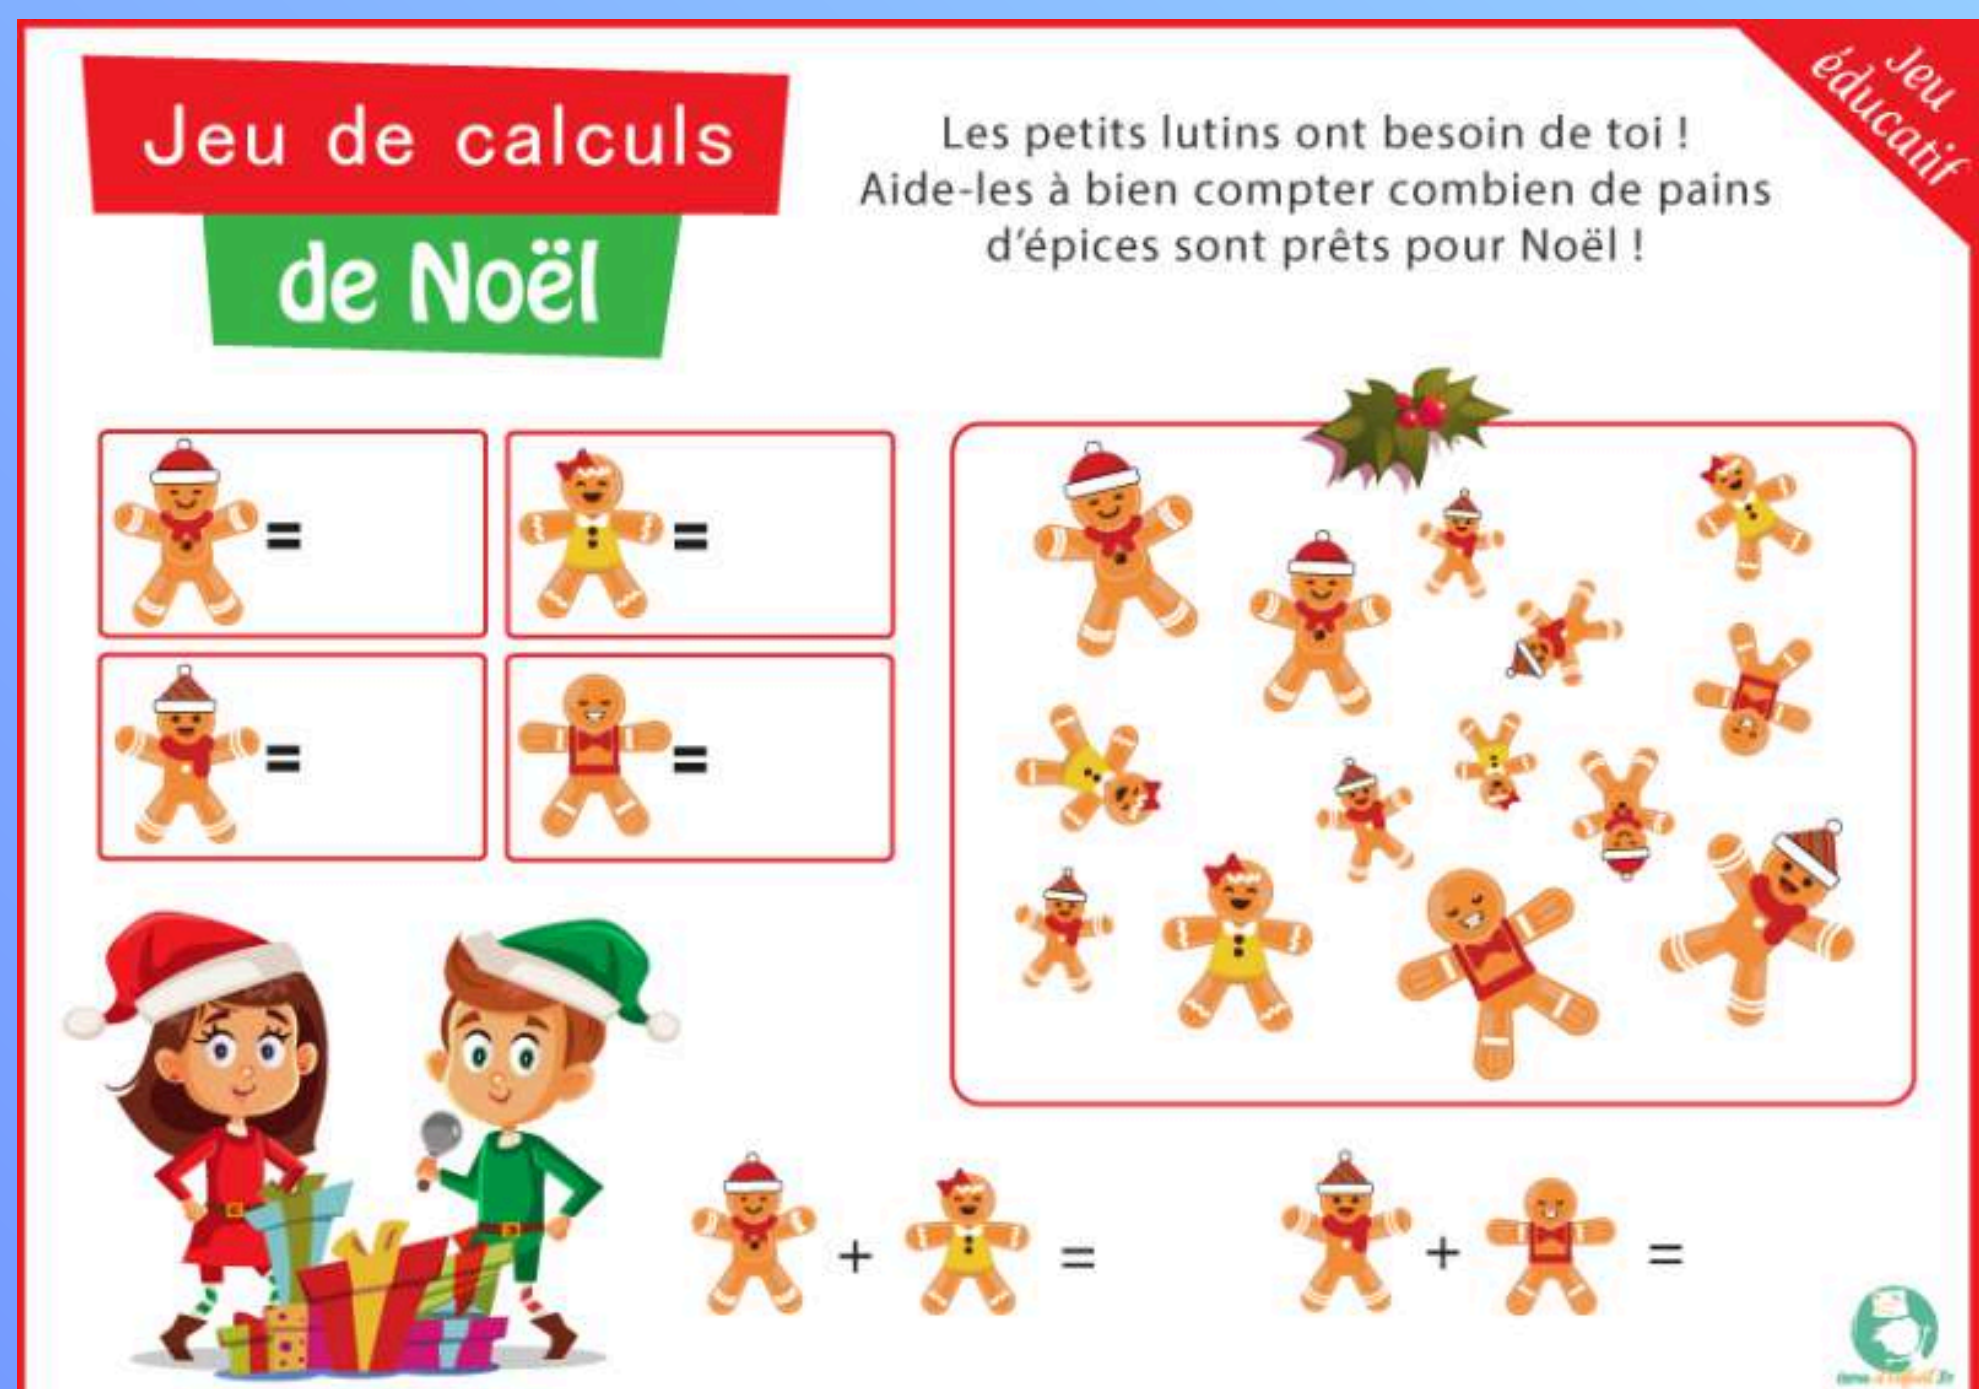 Jeu de calculs
de Noël
Les petits lutins ont besoin de toi !
Aide-les à bien compter combien de pains
d'épices sont prêts pour Noël !
Jeu
éducatif
=
=
=
=
+ =
+ =